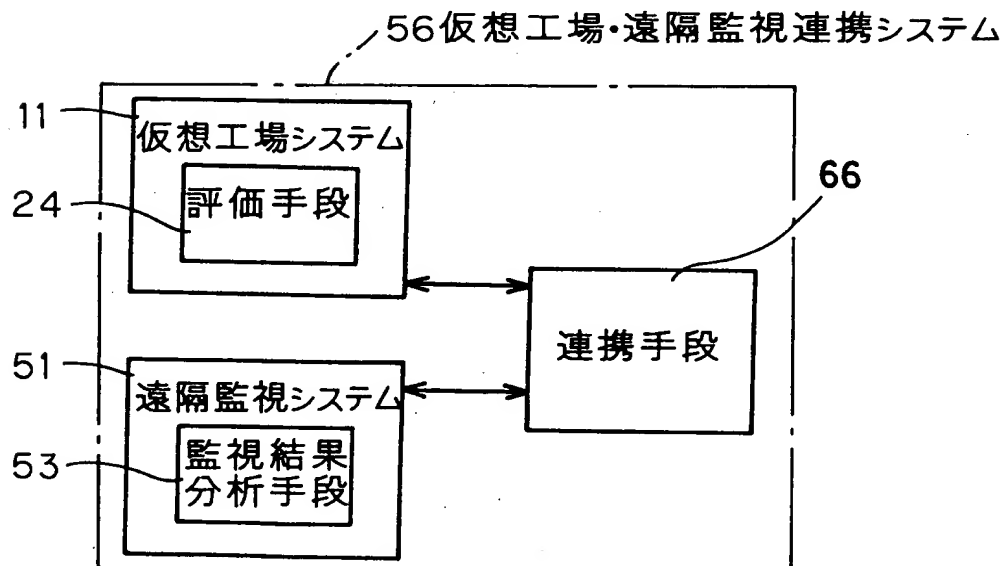 56仮想工場・遠隔監視連携システム
11
仮想工場システム
24
評価手段
66
連携手段
51
遠隔監視システム
53
監視結果
分析手段